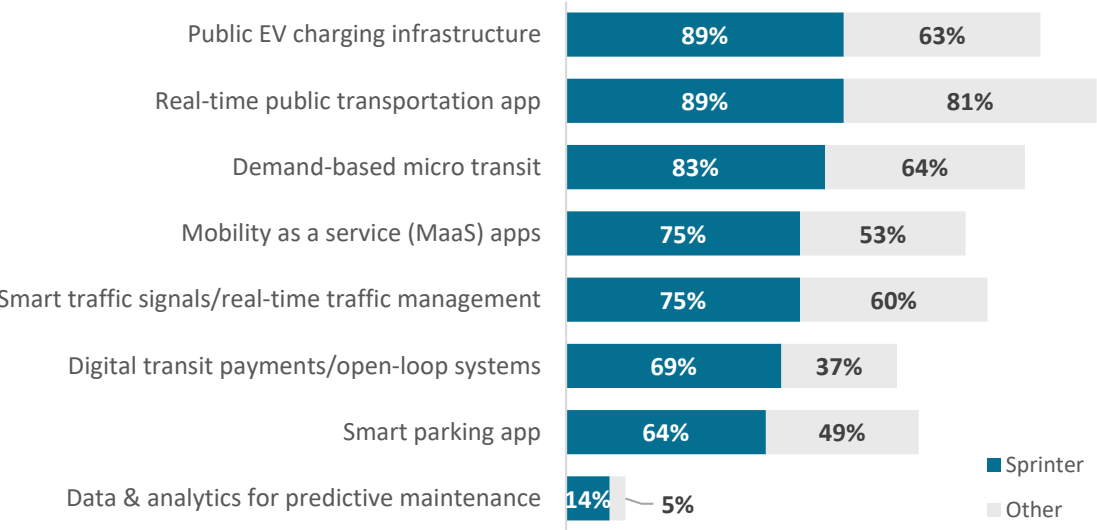 Public EV charging infrastructure 89% 63%
Real-time public transportation app 89% 81%
Demand-based micro transit 83% 64%
Mobility as a service (MaaS) apps 75% 53%
Smart traffic signals/real-time traffic management 75% 60%
Digital transit payments/open-loop systems 69% 37%
Smart parking app 64% 49%
Sprinter
Data & analytics for predictive maintenance 14% 5%
Other